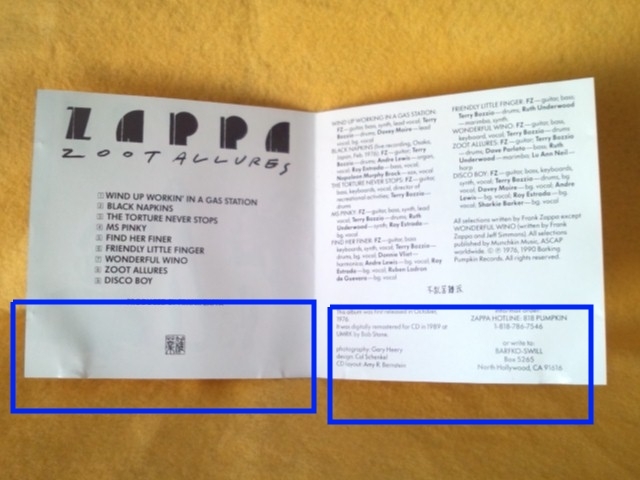 ZAPPA
ZOOT ALLURES
WIND UP WORKIN' IN A GAS STATION
BLACK NAPKINS
THE TORTURE NEVER STOPS
MS PINKY
FIND HER FINER
FRIENDLY LITTLE FINGER
WONDERFUL WINO
ZOOT ALLURES
DISCO BOY
WIND UP WORKING IN A GAS STATION:
FZ—guitar, bass, synth, lead vocal, Terry
Bozzio—drums, Davey Moire—lead
vocal, bg vocal
BLACK NAPKINS (live recording, Osaka,
Japan, Feb. 1976): FZ—guitar, Terry
Bozzio—drums, Andre Lewis—organ,
vocal, Roy Estrada—bass, vocal,
Napoleon Murphy Brock—sax, vocal
THE TORTURE NEVER STOPS: FZ—guitar,
bass, keyboards, vocal, director of
recreational activities, Terry Bozzio—
drums
MS PINKY: FZ—guitar, bass, keyboards,
lead vocal, Terry Bozzio—drums, Ruth
Underwood—synth, Roy Estrada—
bg. vocal
FIND HER FINER: FZ—guitar, bass,
keyboards, synth, vocal, Terry Bozzio—
drums, bg vocal, Donnie Vliet—
harmonica, Andre Lewis—bg. vocal, Roy
Estrada—bg. vocal, Ruben Ladron
de Guevara—bg vocal
This album was first released in October,
1976.
It was digitally remastered for CD in 1989 at
UMRK by Bob Stone.
photography: Gary Heery
design: Cal Schenkel
CD layout: Amy R. Bernstein
FRIENDLY LITTLE FINGER: FZ—guitar, bass,
Terry Bozzio—drums, Ruth Underwood
—marimba, synth
WONDERFUL WINO: FZ—guitar, bass,
keyboard, vocal, Terry Bozzio—drums
ZOOT ALLURES: FZ—guitar, Terry Bozzio
—drums, Dave Parlato—bass, Ruth
Underwood—marimba, Lu Ann Neil—
harp
DISCO BOY: FZ—guitar, bass, keyboards,
synth, vocal, Terry Bozzio—drums, bg
vocal, Davey Moire—bg. vocal, Andre
Lewis—bg. vocal, Roy Estrada—bg. vocal,
Sharkie Barker—bg. vocal
All selections written by Frank Zappa except
WONDERFUL WINO (written by Frank
Zappa and Jeff Simmons). All selections
published by Munchkin Music, ASCAP
worldwide. © ℗ 1976, 1990 Barking
Pumpkin Records. All rights reserved.
ZAPPA HOTLINE: 818 PUMPKIN
1-818-786-7546
or write to
BARFKO-SWILL
Box 5265
North Hollywood, CA 91616